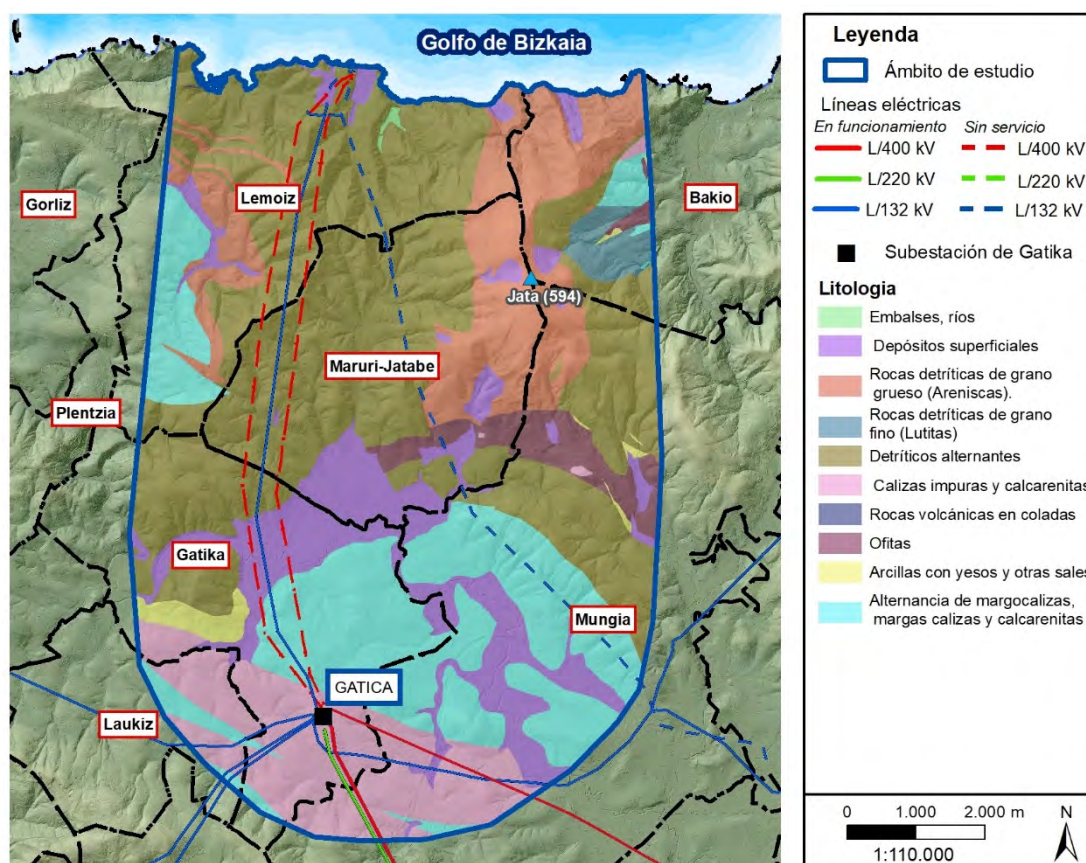 Golfo de Bizkaia
Gorliz
Lemoiz
Bakio
Jata (594)
Maruri-Jatabe
Plentzia
Gatika
Mungia
GATICA
Laukiz
Leyenda
Ámbito de estudio
Líneas eléctricas
En funcionamiento Sin servicio
L/400 kV L/400 kV
L/220 kV L/220 kV
L/132 kV L/132 kV
Subestación de Gatika
Litologia
Embalses, ríos
Depósitos superficiales
Rocas detríticas de grano
grueso (Areniscas).
Rocas detríticas de grano
fino (Lutitas)
Detríticos alternantes
Calizas impuras y calcarenitas
Rocas volcánicas en coladas
Ofitas
Arcillas con yesos y otras sales
Alternancia de margocalizas,
margas calizas y calcarenitas
0 1.000 2.000 m
N
1:110.000